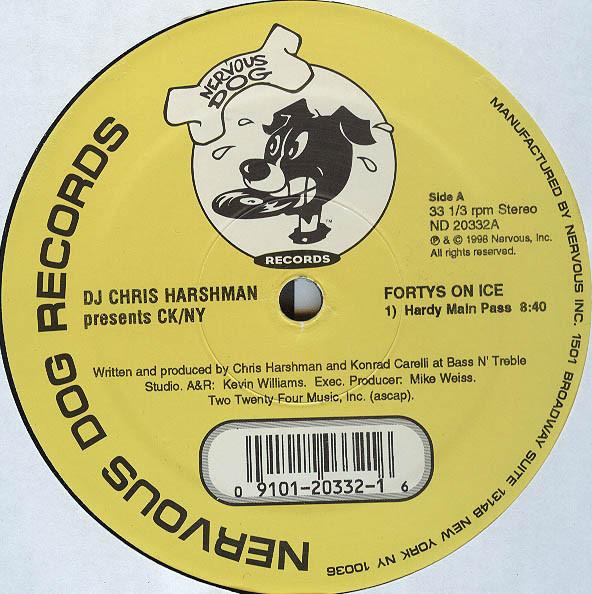 NERVOUS
DOG
RECORDS
NERVOUS DOG RECORDS
MANUFACTURED BY NERVOUS INC. 1501 BROADWAY SUITE 1314B NEW YORK NY 10036
Side A
33 1/3 rpm Stereo
ND 20332A
℗ & © 1998 Nervous, Inc.
All rights reserved.
TM
DJ CHRIS HARSHMAN
presents CK/NY
FORTYS ON ICE
1) Hardy Main Pass 8:40
Written and produced by Chris Harshman and Konrad Carelli at Bass N' Treble
Studio. A&R: Kevin Williams. Exec. Producer: Mike Weiss.
Two Twenty Four Music, Inc. (ascap).
0 9101-20332-1 6